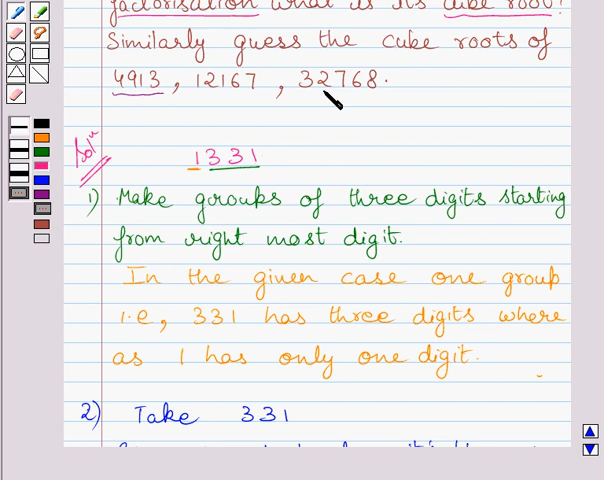 factorisation what is its cube root?
Similarly guess the cube roots of
4913, 12167, 32768.
Solⁿ
1331
1) Make groups of three digits starting
from right most digit.
In the given case one group
i.e, 331 has three digits where
as 1 has only one digit.
2) Take 331